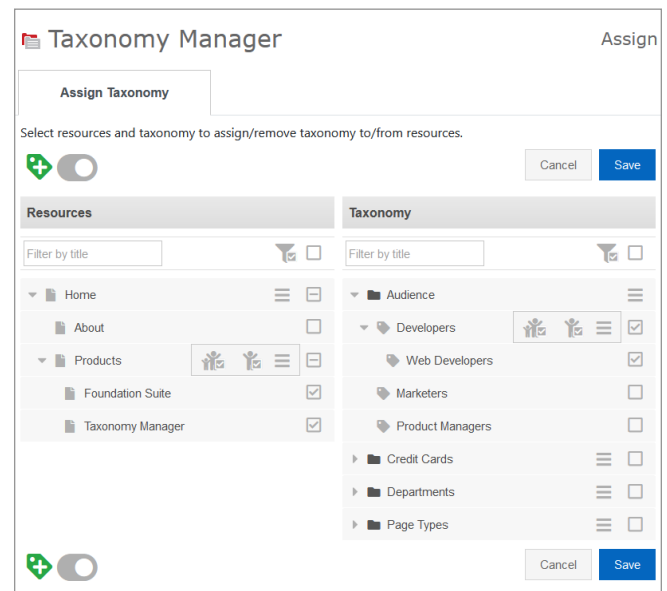 Taxonomy Manager
Assign
Assign Taxonomy
Select resources and taxonomy to assign/remove taxonomy to/from resources.
Cancel
Save
Resources
Taxonomy
Filter by title
Filter by title
Home
Audience
About
Developers
Products
Web Developers
Foundation Suite
Marketers
Taxonomy Manager
Product Managers
Credit Cards
Departments
Page Types
Cancel
Save